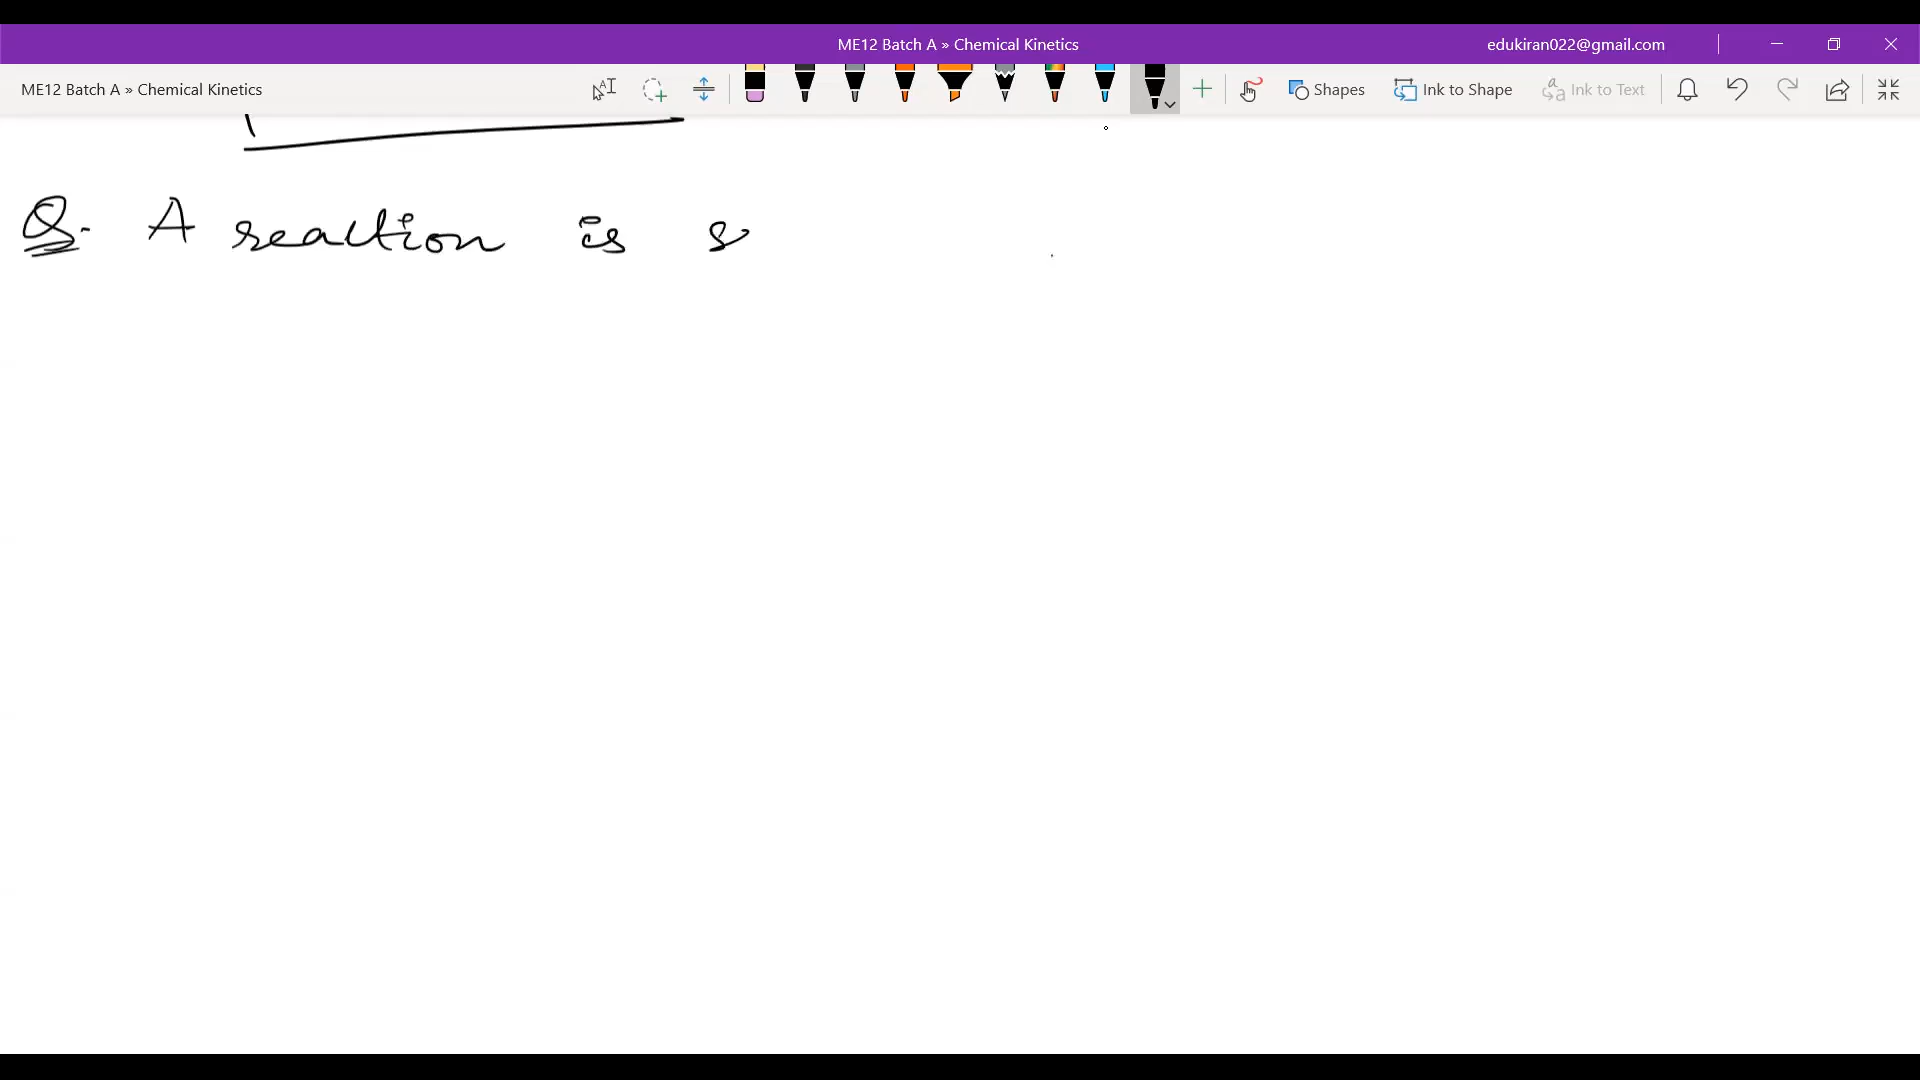 ME12 Batch A » Chemical Kinetics
edukiran022@gmail.com
ME12 Batch A » Chemical Kinetics
Shapes
Ink to Shape
Ink to Text
Q. A reaction is s